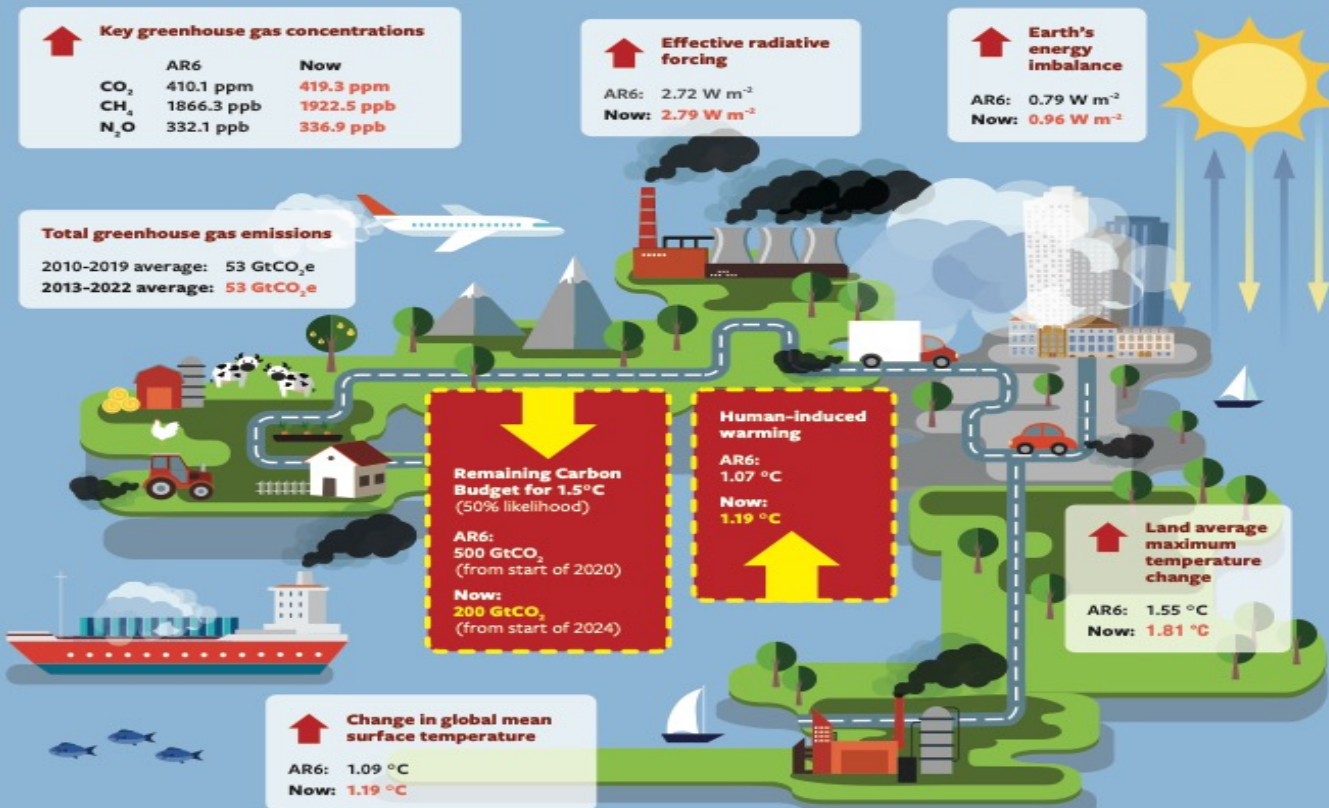 Key greenhouse gas concentrations
AR6 Now
CO₂ 410.1 ppm 419.3 ppm
CH₄ 1866.3 ppb 1922.5 ppb
N₂O 332.1 ppb 336.9 ppb
Effective radiative
forcing
AR6: 2.72 W m⁻²
Now: 2.79 W m⁻²
Earth's
energy
imbalance
AR6: 0.79 W m⁻²
Now: 0.96 W m⁻²
Total greenhouse gas emissions
2010-2019 average: 53 GtCO₂e
2013-2022 average: 53 GtCO₂e
Remaining Carbon
Budget for 1.5°C
(50% likelihood)
AR6:
500 GtCO₂
(from start of 2020)
Now:
200 GtCO₂
(from start of 2024)
Human-induced
warming
AR6:
1.07 °C
Now:
1.19 °C
Land average
maximum
temperature
change
AR6: 1.55 °C
Now: 1.81 °C
Change in global mean
surface temperature
AR6: 1.09 °C
Now: 1.19 °C